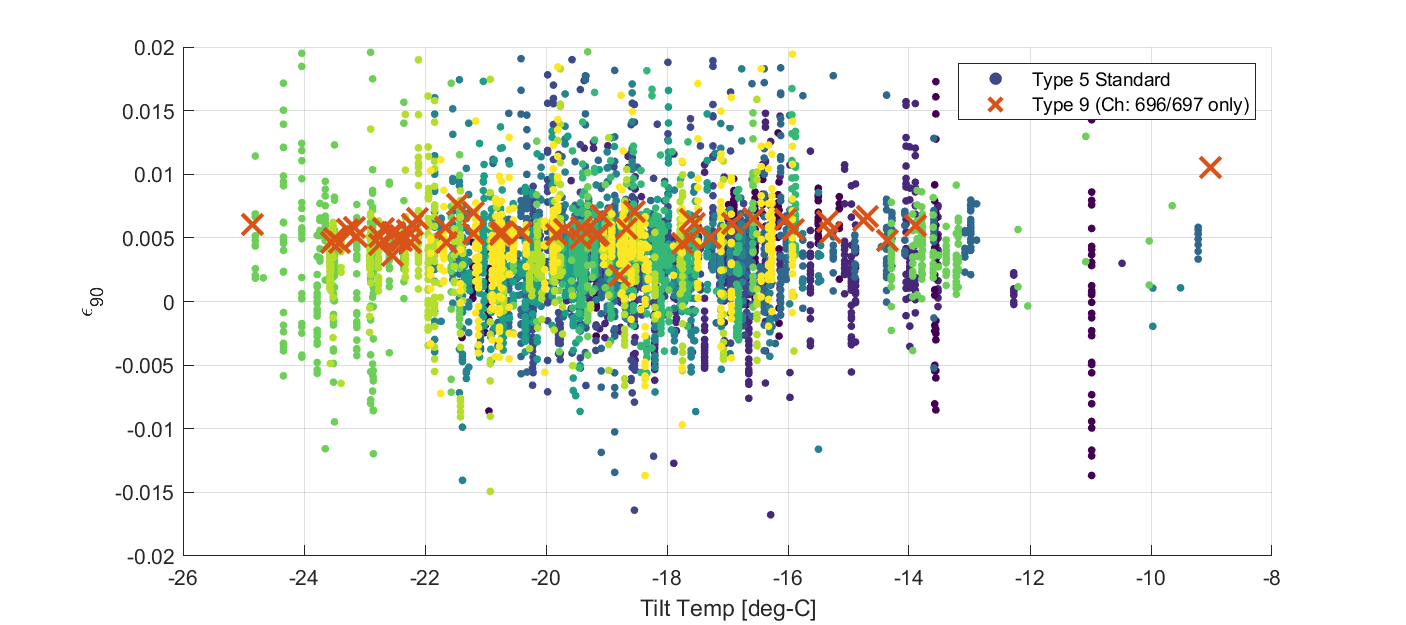 0.02
0.015
0.01
0.005
0
-0.005
-0.01
-0.015
-0.02
ϵ90
-26 -24 -22 -20 -18 -16 -14 -12 -10 -8
Tilt Temp [deg-C]
Type 5 Standard
Type 9 (Ch: 696/697 only)